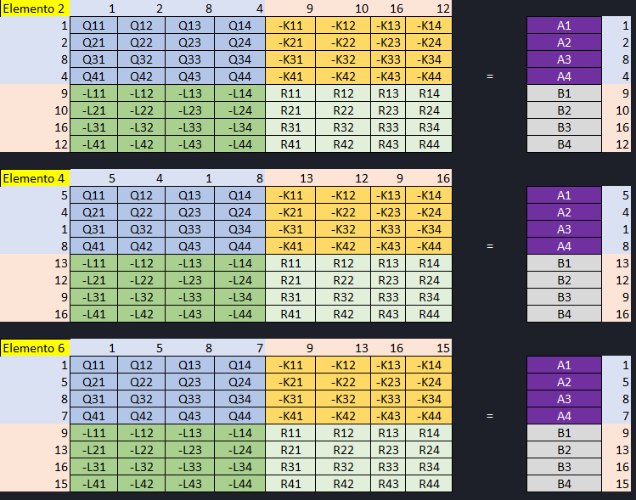 Elemento 2 1 2 8 4 9 10 16 12
1 Q11 Q12 Q13 Q14 -K11 -K12 -K13 -K14 A1 1
2 Q21 Q22 Q23 Q24 -K21 -K22 -K23 -K24 A2 2
8 Q31 Q32 Q33 Q34 -K31 -K32 -K33 -K34 A3 8
4 Q41 Q42 Q43 Q44 -K41 -K42 -K43 -K44 = A4 4
9 -L11 -L12 -L13 -L14 R11 R12 R13 R14 B1 9
10 -L21 -L22 -L23 -L24 R21 R22 R23 R24 B2 10
16 -L31 -L32 -L33 -L34 R31 R32 R33 R34 B3 16
12 -L41 -L42 -L43 -L44 R41 R42 R43 R44 B4 12
Elemento 4 5 4 1 8 13 12 9 16
5 Q11 Q12 Q13 Q14 -K11 -K12 -K13 -K14 A1 5
4 Q21 Q22 Q23 Q24 -K21 -K22 -K23 -K24 A2 4
1 Q31 Q32 Q33 Q34 -K31 -K32 -K33 -K34 A3 1
8 Q41 Q42 Q43 Q44 -K41 -K42 -K43 -K44 = A4 8
13 -L11 -L12 -L13 -L14 R11 R12 R13 R14 B1 13
12 -L21 -L22 -L23 -L24 R21 R22 R23 R24 B2 12
9 -L31 -L32 -L33 -L34 R31 R32 R33 R34 B3 9
16 -L41 -L42 -L43 -L44 R41 R42 R43 R44 B4 16
Elemento 6 1 5 8 7 9 13 16 15
1 Q11 Q12 Q13 Q14 -K11 -K12 -K13 -K14 A1 1
5 Q21 Q22 Q23 Q24 -K21 -K22 -K23 -K24 A2 5
8 Q31 Q32 Q33 Q34 -K31 -K32 -K33 -K34 A3 8
7 Q41 Q42 Q43 Q44 -K41 -K42 -K43 -K44 = A4 7
9 -L11 -L12 -L13 -L14 R11 R12 R13 R14 B1 9
13 -L21 -L22 -L23 -L24 R21 R22 R23 R24 B2 13
16 -L31 -L32 -L33 -L34 R31 R32 R33 R34 B3 16
15 -L41 -L42 -L43 -L44 R41 R42 R43 R44 B4 15